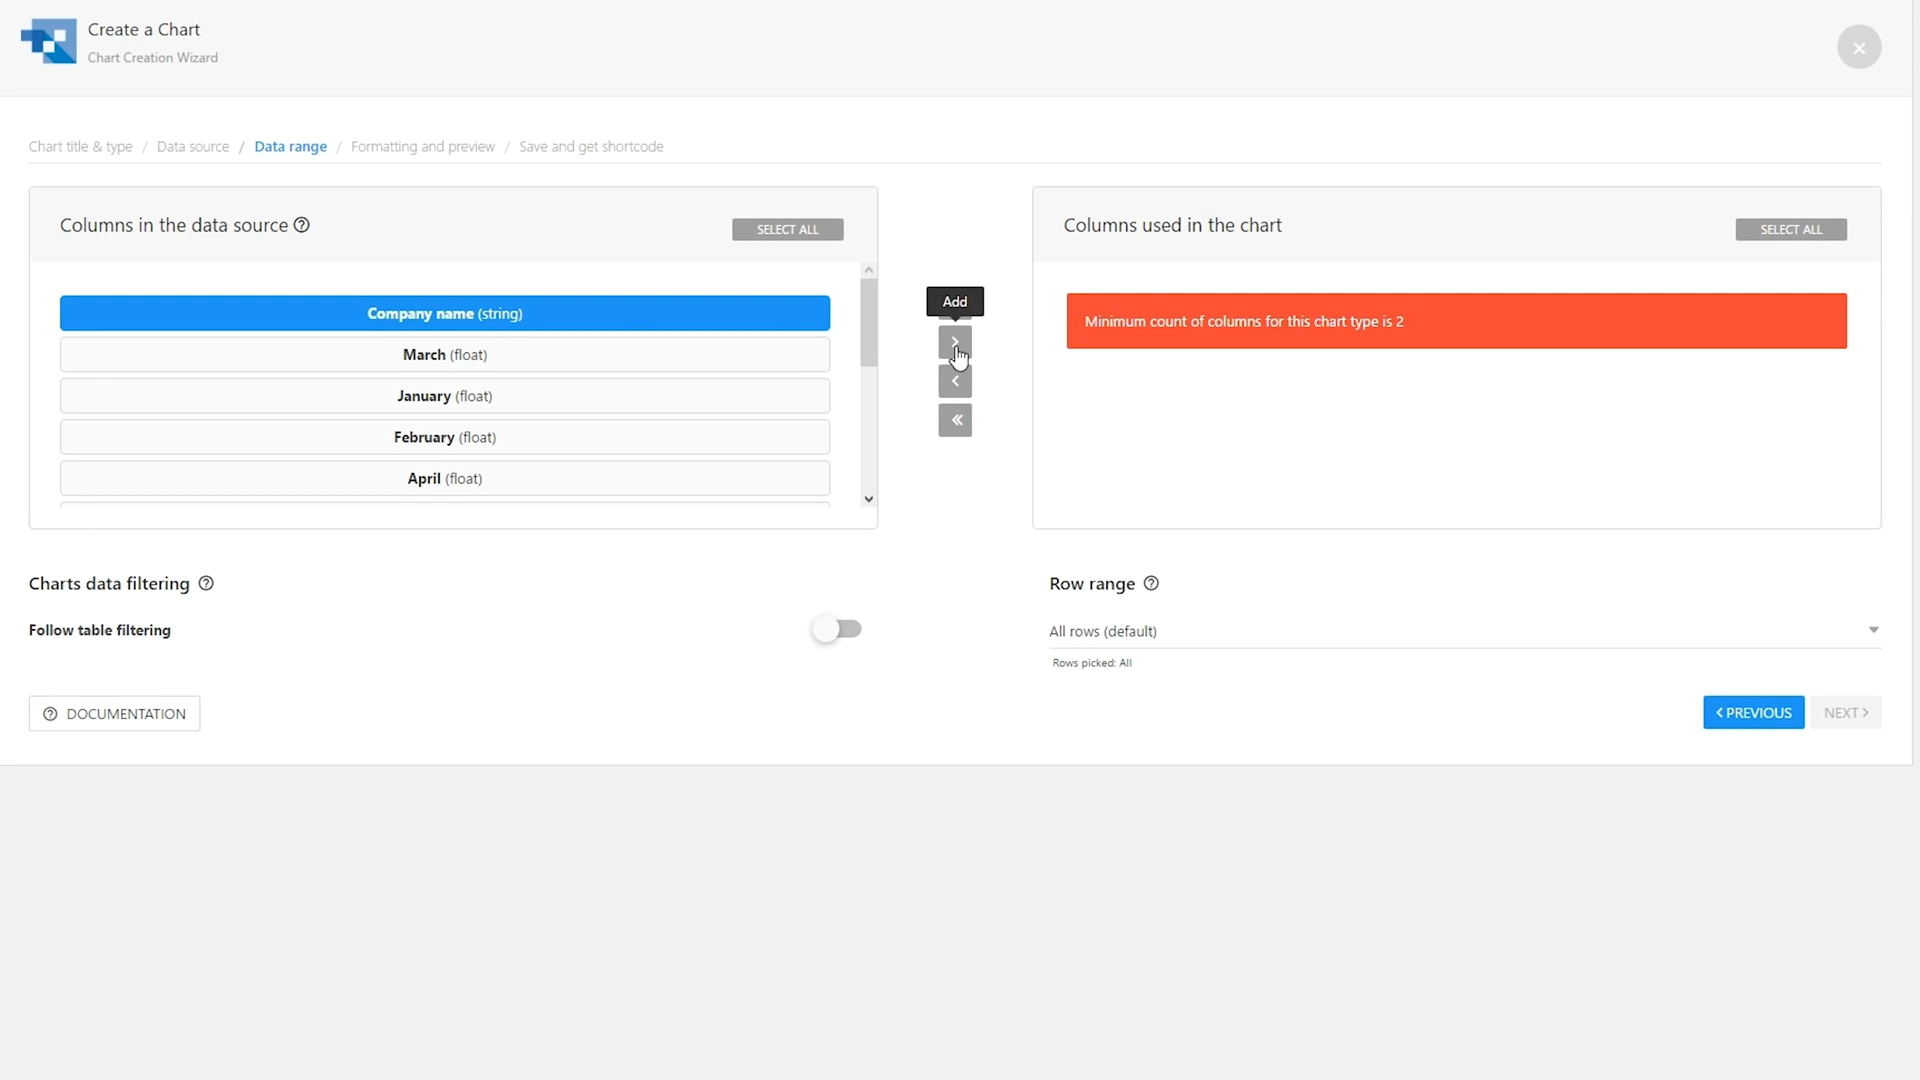 Create a Chart
Chart Creation Wizard
Chart title & type / Data source / Data range / Formatting and preview / Save and get shortcode
Columns in the data source
SELECT ALL
Company name (string)
March (float)
January (float)
February (float)
April (float)
Add
Columns used in the chart
SELECT ALL
Minimum count of columns for this chart type is 2
Charts data filtering
Follow table filtering
Row range
All rows (default)
Rows picked: All
DOCUMENTATION
PREVIOUS
NEXT